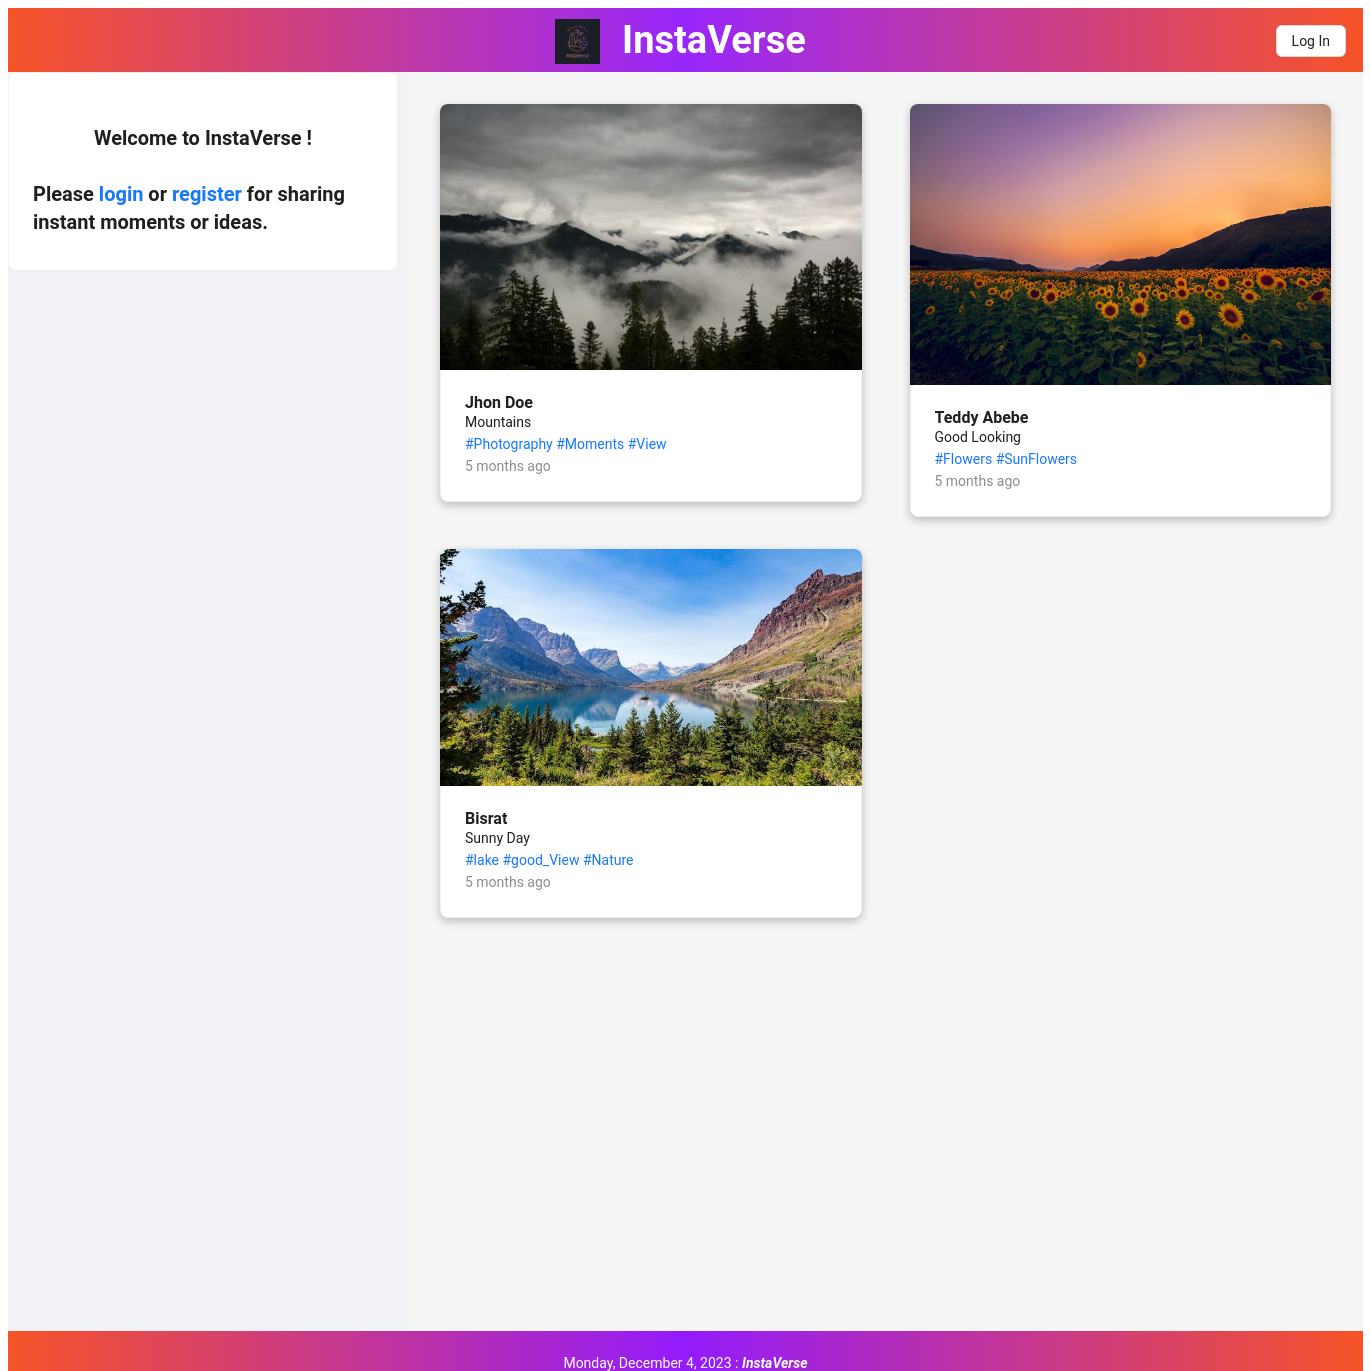 InstaVerse
Log In
Welcome to InstaVerse !
Please login or register for sharing
instant moments or ideas.
Jhon Doe
Mountains
#Photography #Moments #View
5 months ago
Teddy Abebe
Good Looking
#Flowers #SunFlowers
5 months ago
Bisrat
Sunny Day
#lake #good_View #Nature
5 months ago
Monday, December 4, 2023 : InstaVerse